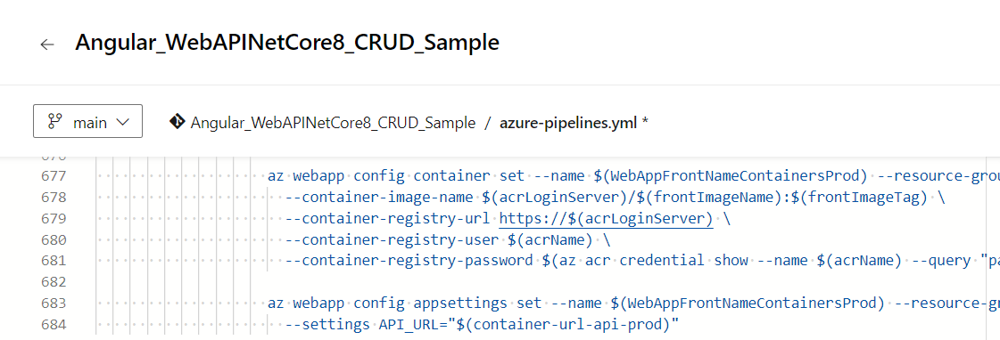 Angular_WebAPINetCore8_CRUD_Sample
main
Angular_WebAPINetCore8_CRUD_Sample / azure-pipelines.yml *
677 az webapp config container set --name $(WebAppFrontNameContainersProd) --resource-grou
678 --container-image-name $(acrLoginServer)/$(frontImageName):$(frontImageTag) \
679 --container-registry-url https://$(acrLoginServer) \
680 --container-registry-user $(acrName) \
681 --container-registry-password $(az acr credential show --name $(acrName) --query "pa
682
683 az webapp config appsettings set --name $(WebAppFrontNameContainersProd) --resource-g
684 --settings API_URL="$(container-url-api-prod)"